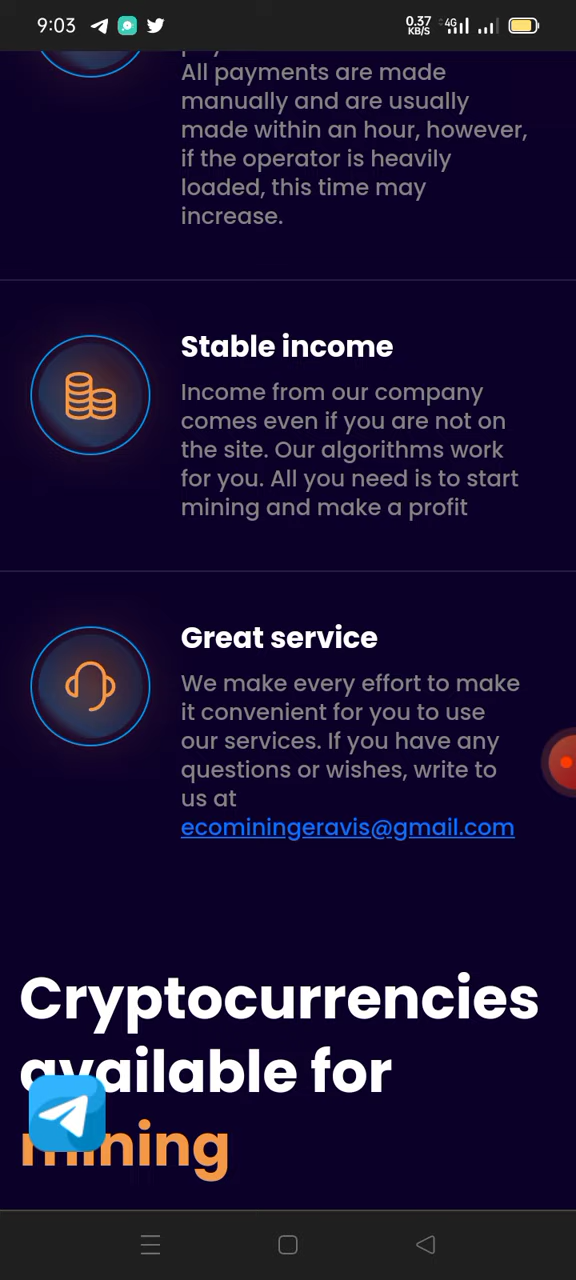 9:03
0.37
KB/S
4G
All payments are made
manually and are usually
made within an hour, however,
if the operator is heavily
loaded, this time may
increase.
Stable income
Income from our company
comes even if you are not on
the site. Our algorithms work
for you. All you need is to start
mining and make a profit
Great service
We make every effort to make
it convenient for you to use
our services. If you have any
questions or wishes, write to
us at
ecominingeravis@gmail.com
Cryptocurrencies
available for
mining